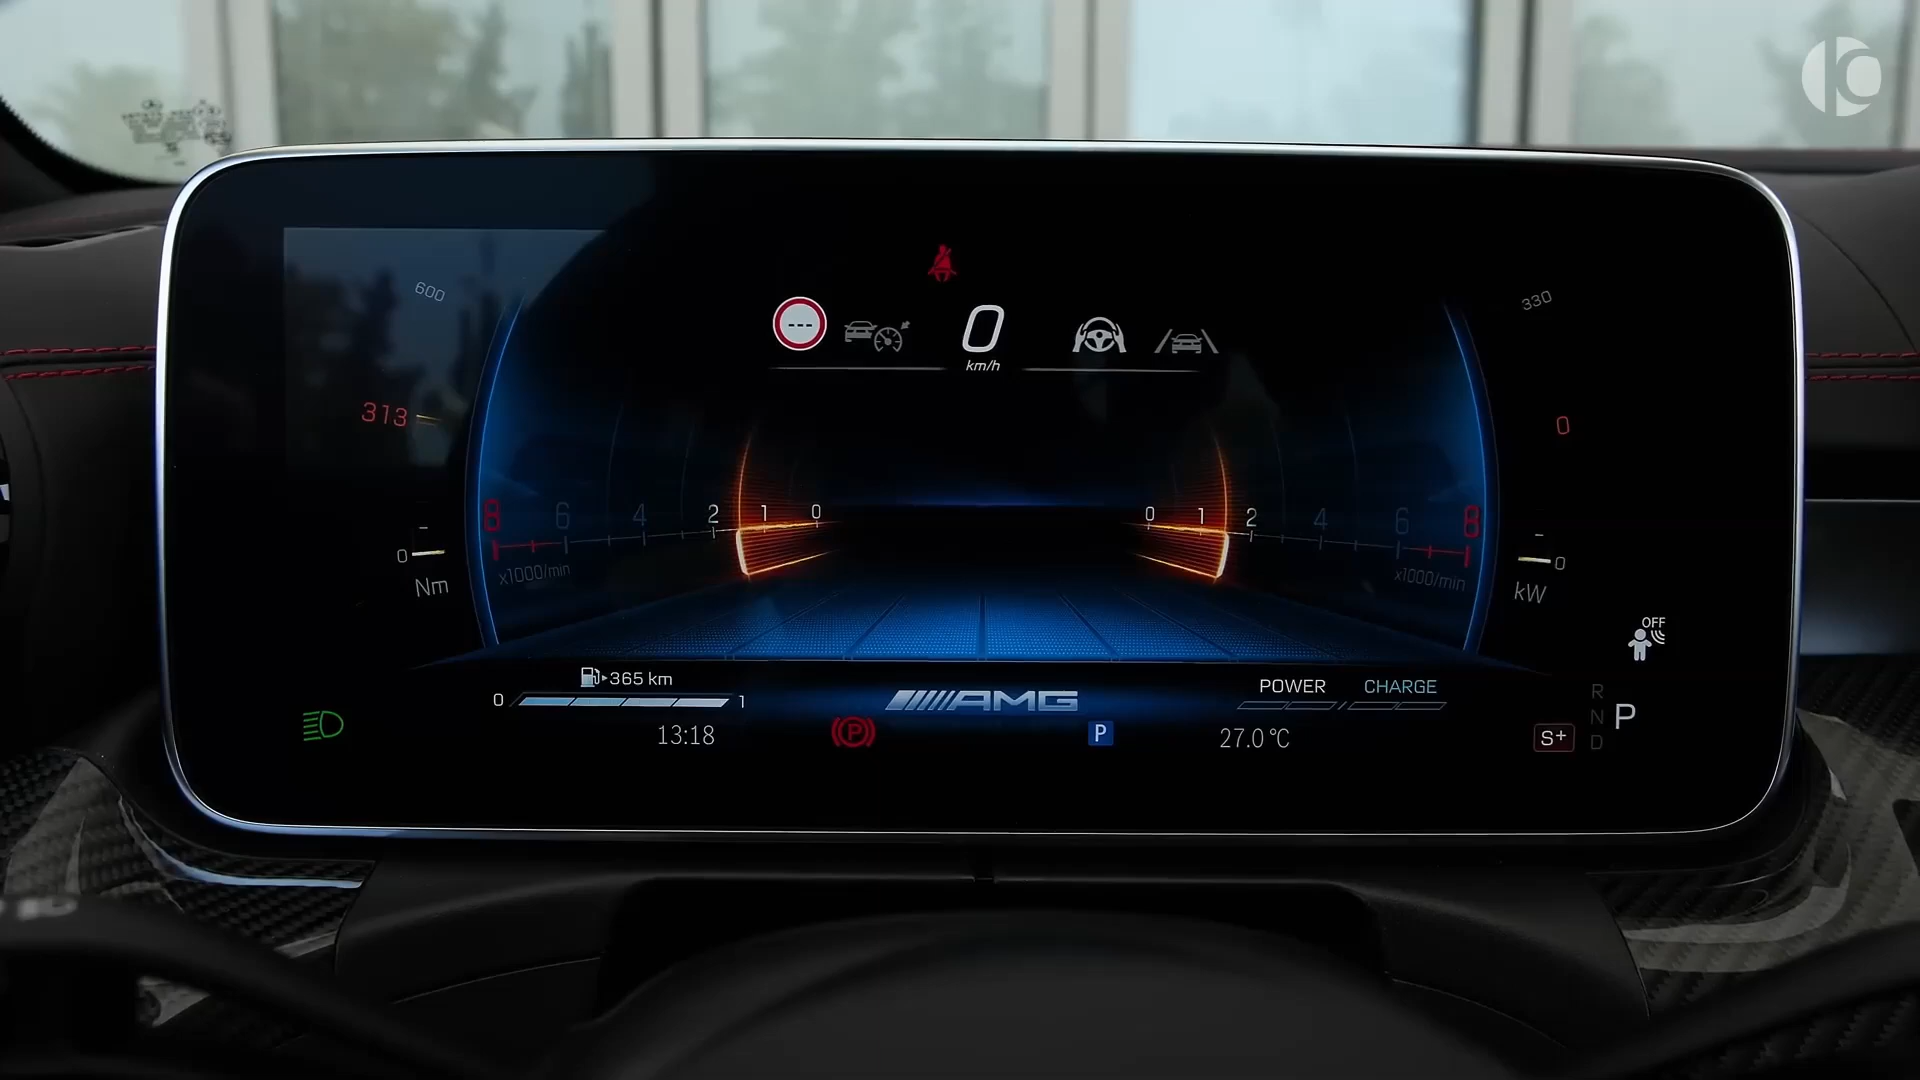 600
330
---
0
km/h
313
0
8 6 4 2 1 0
0 1 2 4 6 8
x1000/min
x1000/min
-
0
Nm
-
0
kW
OFF
365 km
0 1
AMG
POWER CHARGE
13:18
P
P
27.0 °C
S+
R
N
D
P